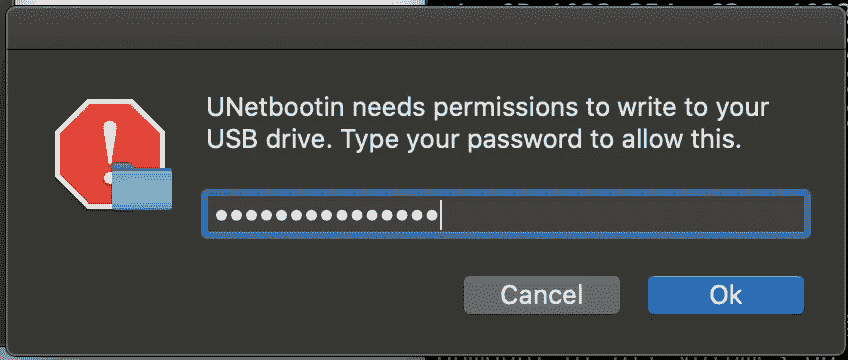 UNetbootin needs permissions to write to your
USB drive. Type your password to allow this.
Cancel
Ok